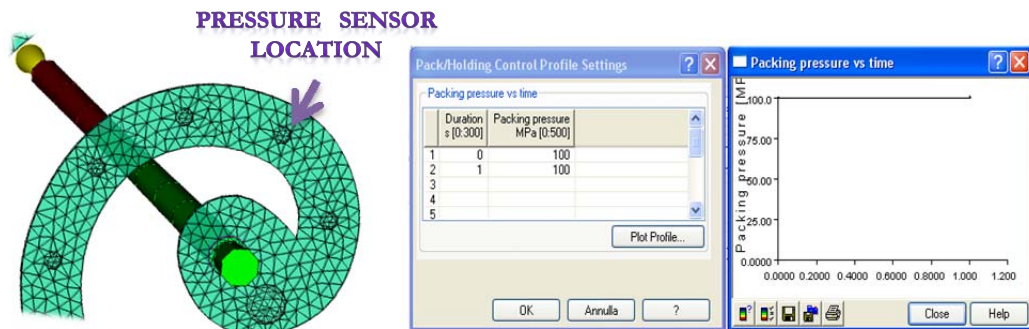 PRESSURE SENSOR
LOCATION
Pack/Holding Control Profile Settings
Packing pressure vs time
Duration
s [0:300]
Packing pressure
MPa [0:500]
1 0 100
2 1 100
3
4
5
Plot Profile...
OK Annulla ?
Packing pressure vs time
Packing pressure [MP
100.0
75.00
50.00
25.00
0.0000
0.0000 0.2000 0.4000 0.6000 0.8000 1.000 1.200
Close Help